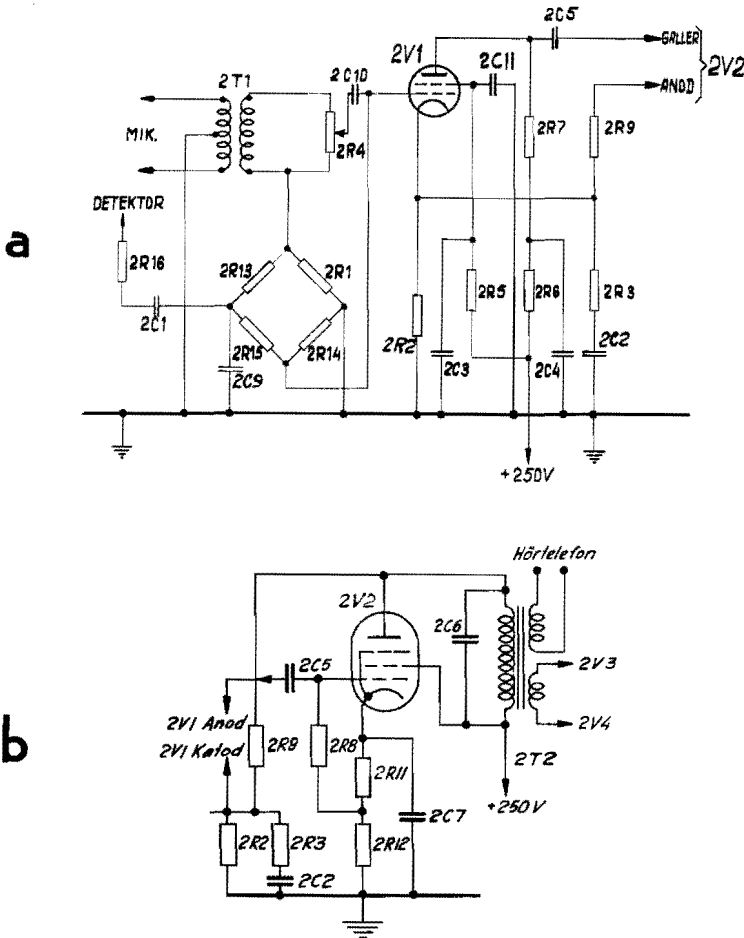 a
2C5
GALLER
2V2
ANOD
2V1
2C11
2T1
2C10
MIK.
2R4
2R7
2R9
DETEKTOR
2R16
2R13
2R1
2C1
2R15
2R14
2C9
2R2
2R5
2R6
2R3
2C3
2C4
2C2
+250V
b
Hörtelefon
2V2
2C6
2C5
2V3
2V1 Anod
2V4
2V1 Katod
2R9
2R8
2R11
2T2
+250V
2C7
2R2
2R3
2R12
2C2